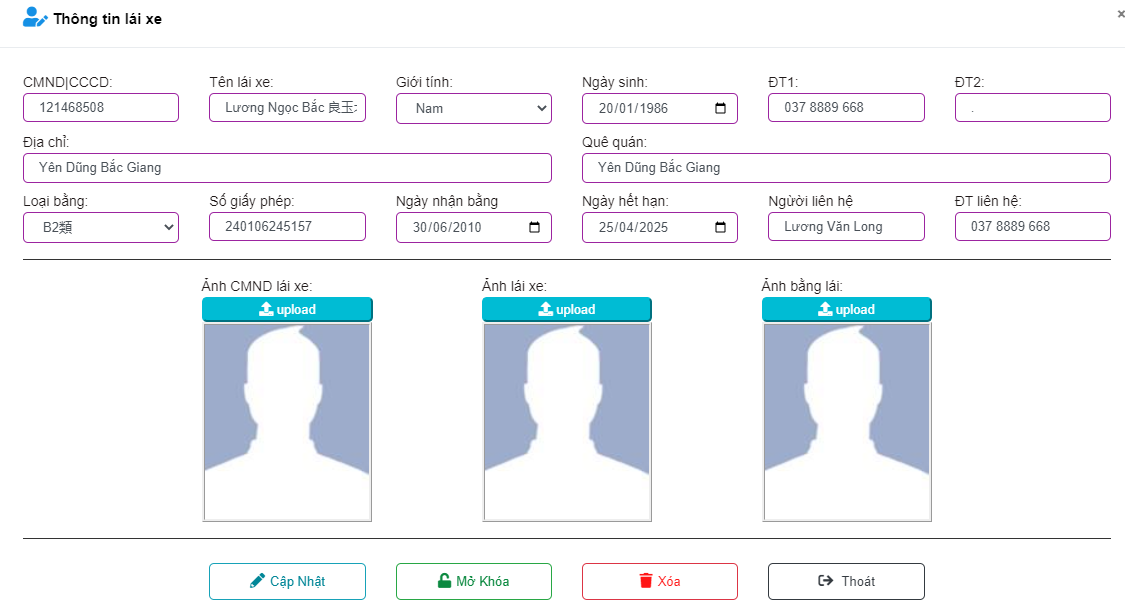 Thông tin lái xe ×
CMND|CCCD: Tên lái xe: Giới tính: Ngày sinh: ĐT1: ĐT2:
121468508 Lương Ngọc Bắc 良玉 Nam 20/01/1986 037 8889 668 .
Địa chỉ: Quê quán:
Yên Dũng Bắc Giang Yên Dũng Bắc Giang
Loại bằng: Số giấy phép: Ngày nhận bằng Ngày hết hạn: Người liên hệ ĐT liên hệ:
B2類 240106245157 30/06/2010 25/04/2025 Lương Văn Long 037 8889 668
Ảnh CMND lái xe: Ảnh lái xe: Ảnh bằng lái:
upload upload upload
Cập Nhật Mở Khóa Xóa Thoát